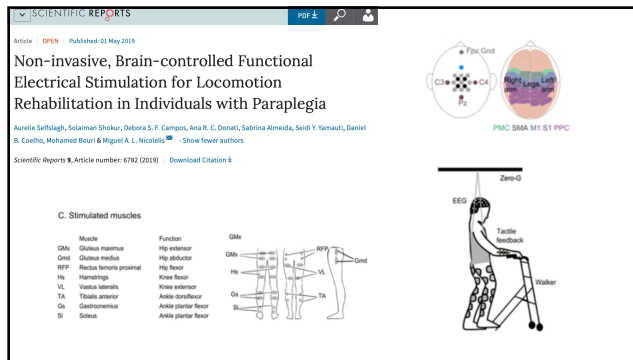 SCIENTIFIC REPORTS
PDF
Article | OPEN | Published: 01 May 2019
Non-invasive, Brain-controlled Functional
Electrical Stimulation for Locomotion
Rehabilitation in Individuals with Paraplegia
Aurelie Selfslagh, Solaiman Shokur, Debora S. F. Campos, Ana R. C. Donati, Sabrina Almeida, Seidi Y. Yamauti, Daniel
B. Coelho, Mohamed Bouri & Miguel A. L. Nicolelis - Show fewer authors
Scientific Reports 9, Article number: 6782 (2019) | Download Citation
C. Stimulated muscles
Muscle Function
GMx Gluteus maximus Hip extensor
Gmd Gluteus medius Hip abductor
RFP Rectus femoris proximal Hip flexor
Hs Hamstrings Knee flexor
VL Vastus lateralis Knee extensor
TA Tibialis anterior Ankle dorsiflexor
Gs Gastrocnemius Ankle plantar flexor
Sl Soleus Ankle plantar flexor
GMx
GMx
Hs
Gs
Sl
RFP
VL
TA
Gmd
Fpz Gnd
C3
C4
Pz
Right Legs Left
arm arm
PMC SMA M1 S1 PPC
Zero-G
EEG
Tactile
feedback
Walker